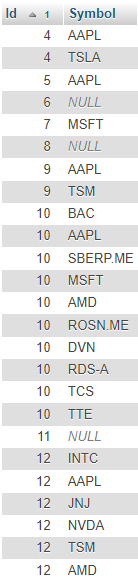 Id 1 Symbol
4 AAPL
4 TSLA
5 AAPL
6 NULL
7 MSFT
8 NULL
9 AAPL
9 TSM
10 BAC
10 AAPL
10 SBERP.ME
10 MSFT
10 AMD
10 ROSN.ME
10 DVN
10 RDS-A
10 TCS
10 TTE
11 NULL
12 INTC
12 AAPL
12 JNJ
12 NVDA
12 TSM
12 AMD